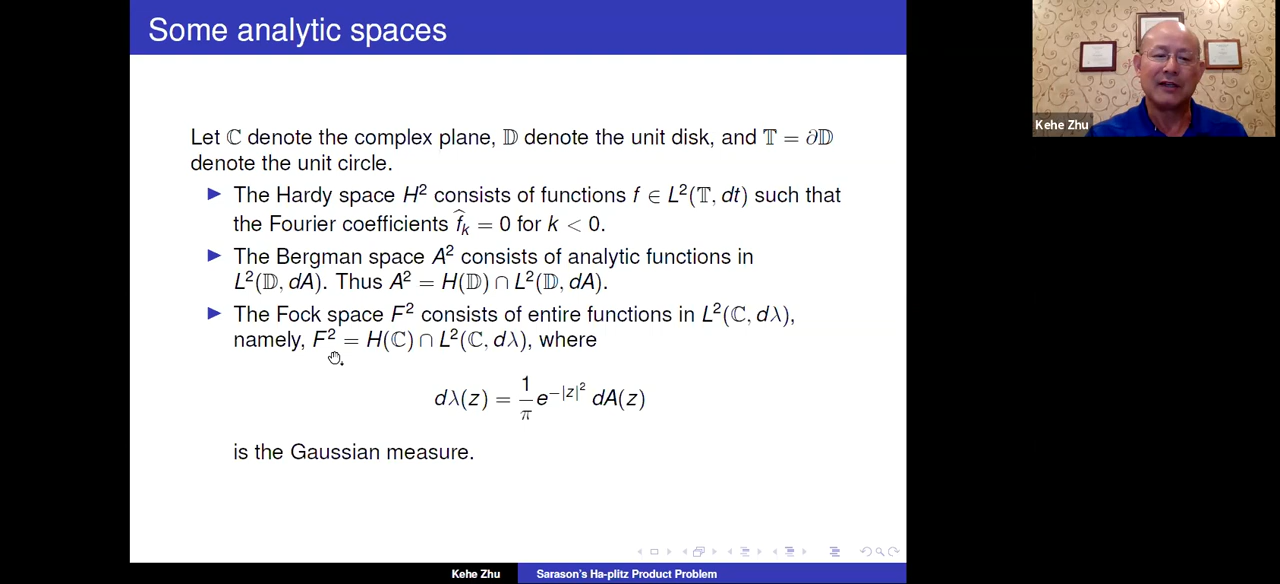 Some analytic spaces
Let ℂ denote the complex plane, 𝔻 denote the unit disk, and 𝕋 = ∂𝔻
denote the unit circle.
▶ The Hardy space H² consists of functions f ∈ L²(𝕋, dt) such that
the Fourier coefficients f̂ₖ = 0 for k < 0.
▶ The Bergman space A² consists of analytic functions in
L²(𝔻, dA). Thus A² = H(𝔻) ∩ L²(𝔻, dA).
▶ The Fock space F² consists of entire functions in L²(ℂ, dλ),
namely, F² = H(ℂ) ∩ L²(ℂ, dλ), where
dλ(z) = 1/π e^{-|z|²} dA(z)
is the Gaussian measure.
Kehe Zhu Sarason's Ha-plitz Product Problem
Kehe Zhu